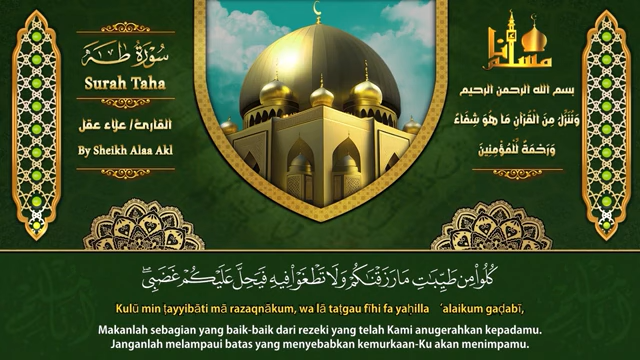 سُورَةُ طه
Surah Taha
القارئ/ علاء عقل
By Sheikh Alaa Akl
أنا مسلم
بسم الله الرحمن الرحيم
وَنُنَزِّلُ مِنَ الْقُرْآنِ مَا هُوَ شِفَاءٌ
وَرَحْمَةٌ لِّلْمُؤْمِنِينَ
كُلُوا۟ مِن طَيِّبَٰتِ مَا رَزَقْنَٰكُمْ وَلَا تَطْغَوْا۟ فِيهِ فَيَحِلَّ عَلَيْكُمْ غَضَبِى ۖ
Kulū min ṭayyibāti mā razaqnākum, wa lā taṭgau fīhi fa yaḥilla ´alaikum gaḍabī,
Makanlah sebagian yang baik-baik dari rezeki yang telah Kami anugerahkan kepadamu.
Janganlah melampaui batas yang menyebabkan kemurkaan-Ku akan menimpamu.